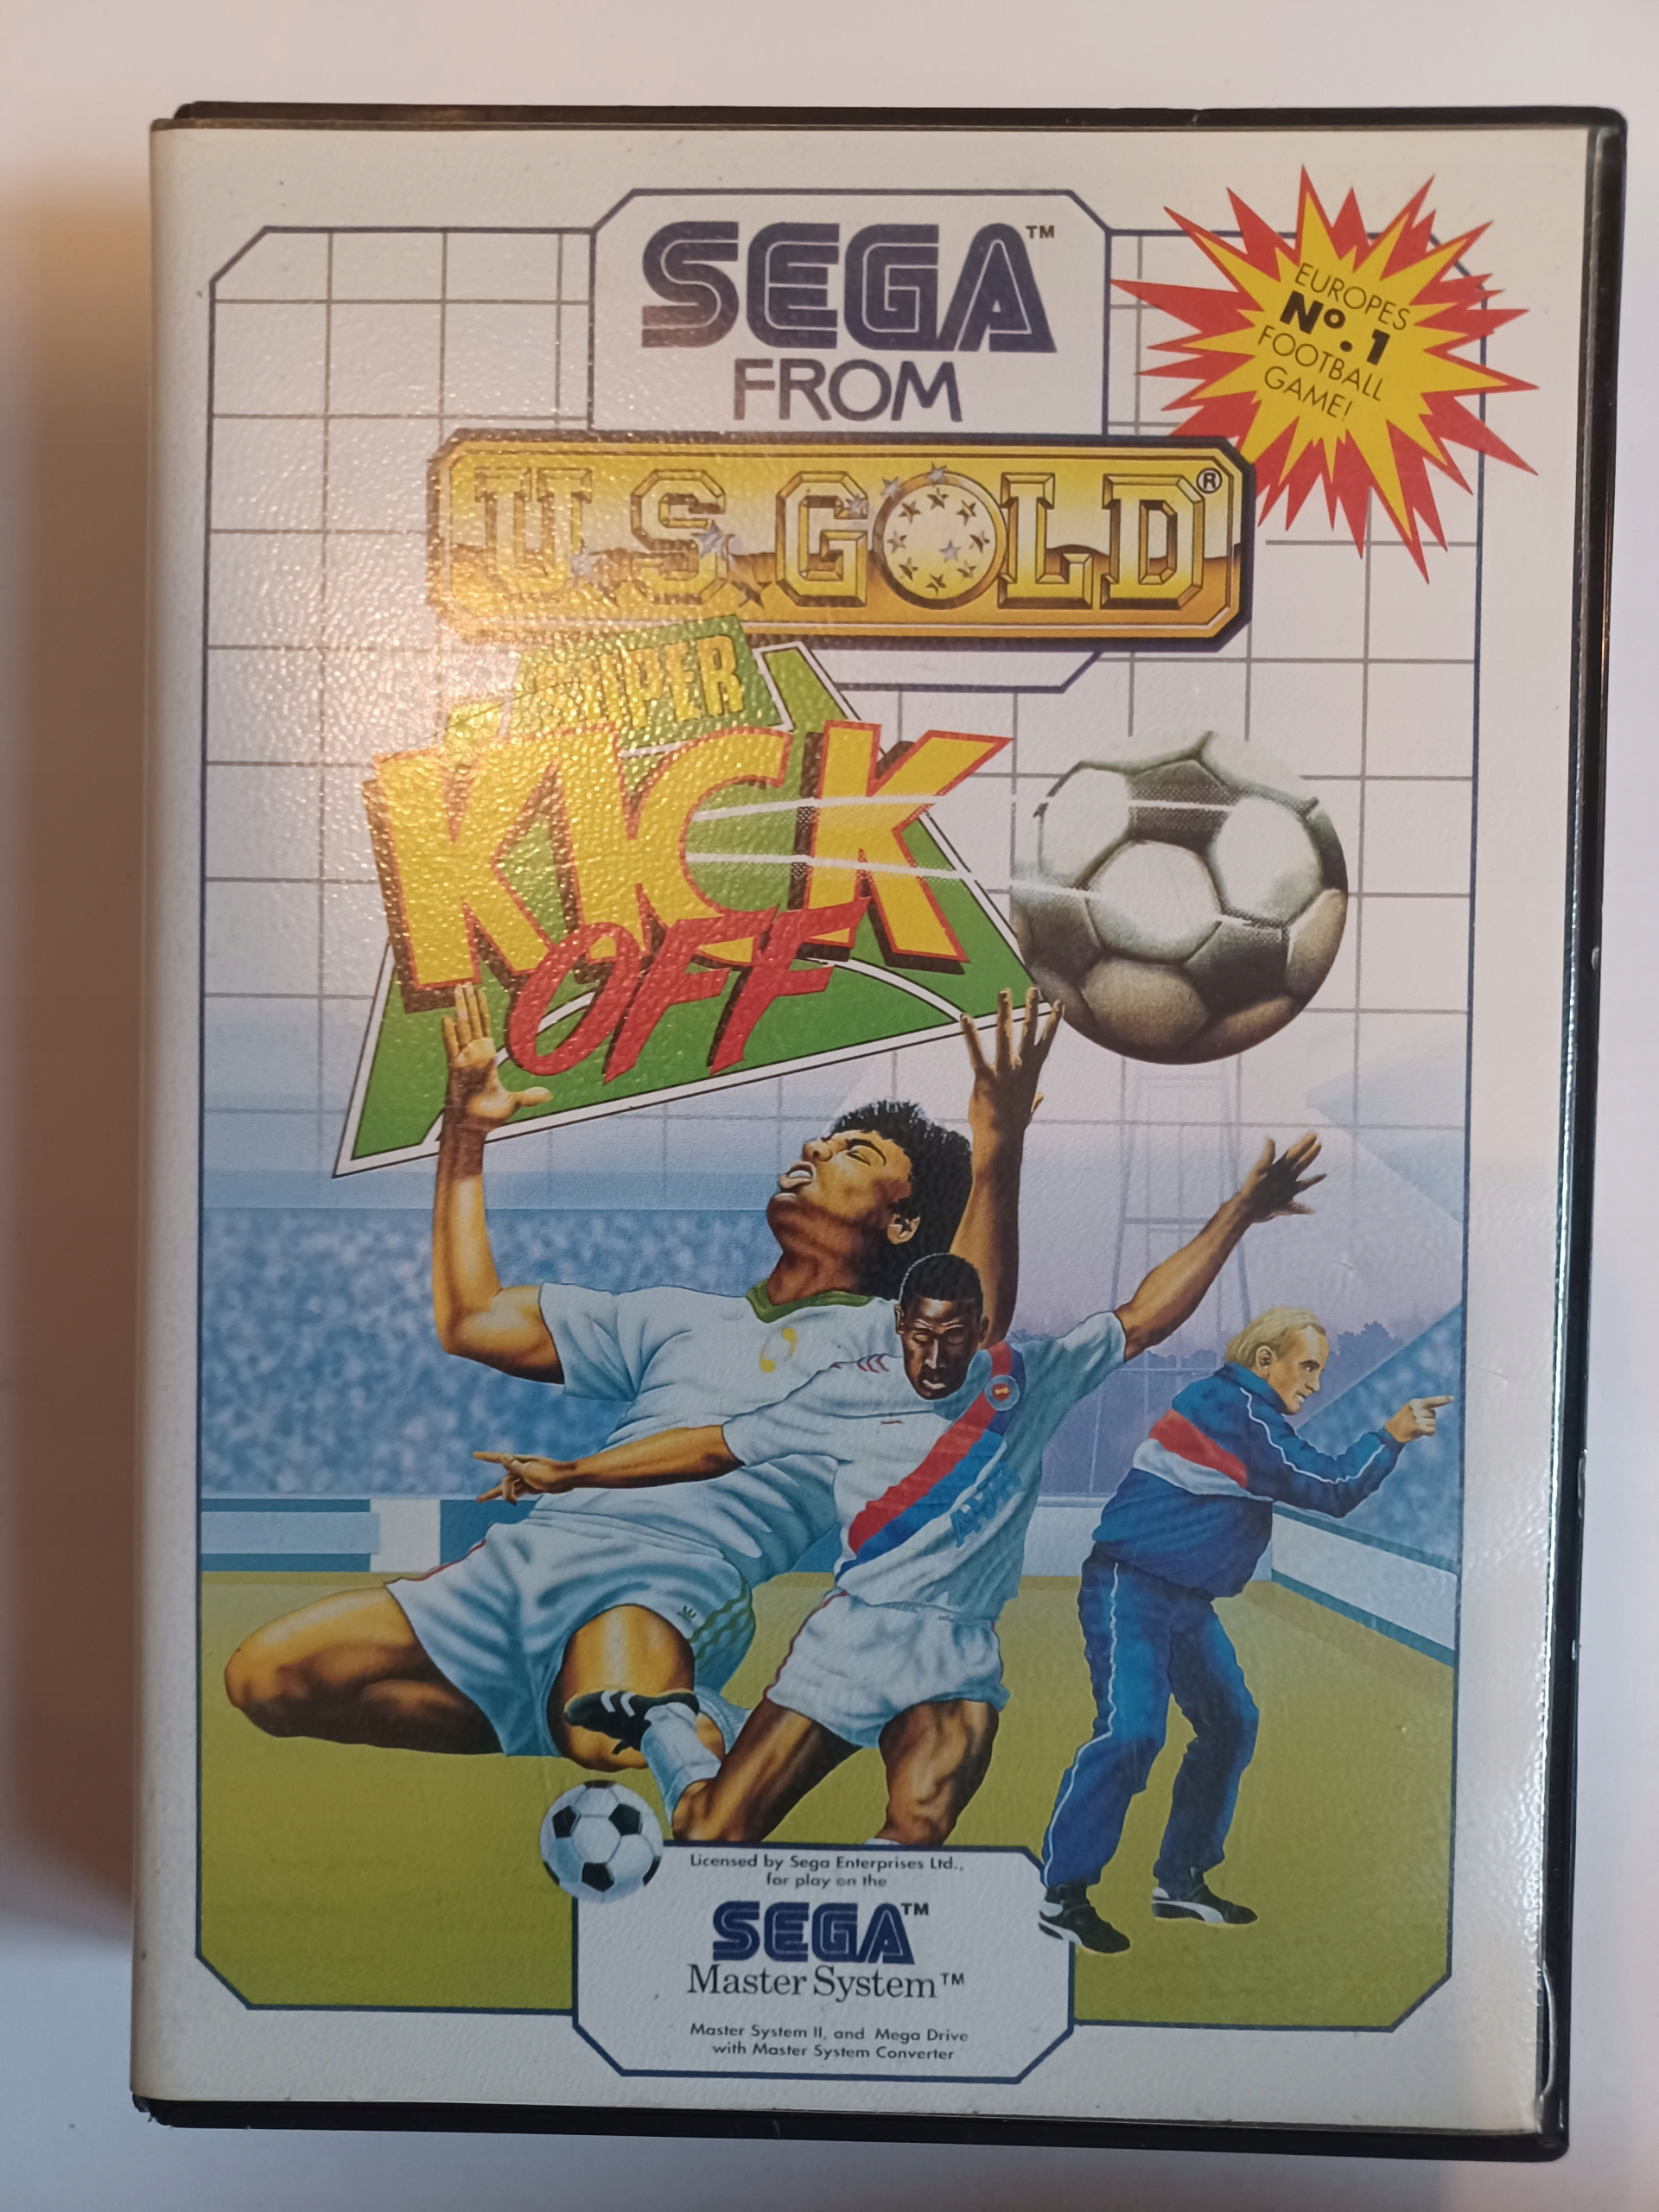 SEGA™
FROM
EUROPES
Nº.1
FOOTBALL
GAME!
U.S. GOLD®
SUPER
KICK
OFF
Licensed by Sega Enterprises Ltd.,
for play on the
SEGA™
Master System™
Master System II, and Mega Drive
with Master System Converter